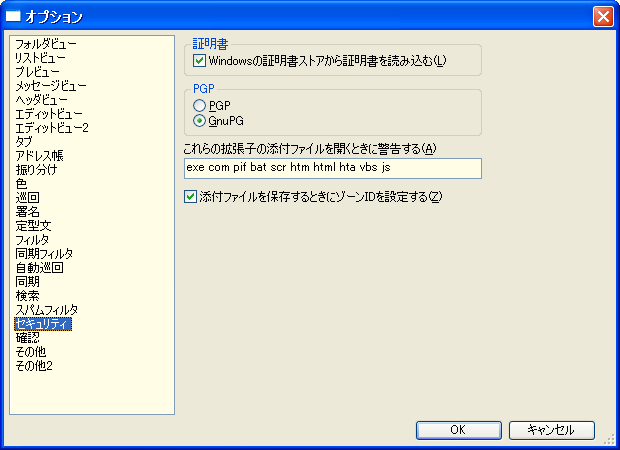 オプション
フォルダビュー
リストビュー
プレビュー
メッセージビュー
ヘッダビュー
エディットビュー
エディットビュー2
タブ
アドレス帳
振り分け
色
巡回
署名
定型文
フィルタ
同期フィルタ
自動巡回
同期
検索
スパムフィルタ
セキュリティ
確認
その他
その他2
証明書
Windowsの証明書ストアから証明書を読み込む(L)
PGP
PGP
GnuPG
これらの拡張子の添付ファイルを開くときに警告する(A)
exe com pif bat scr htm html hta vbs js
添付ファイルを保存するときにゾーンIDを設定する(Z)
OK
キャンセル